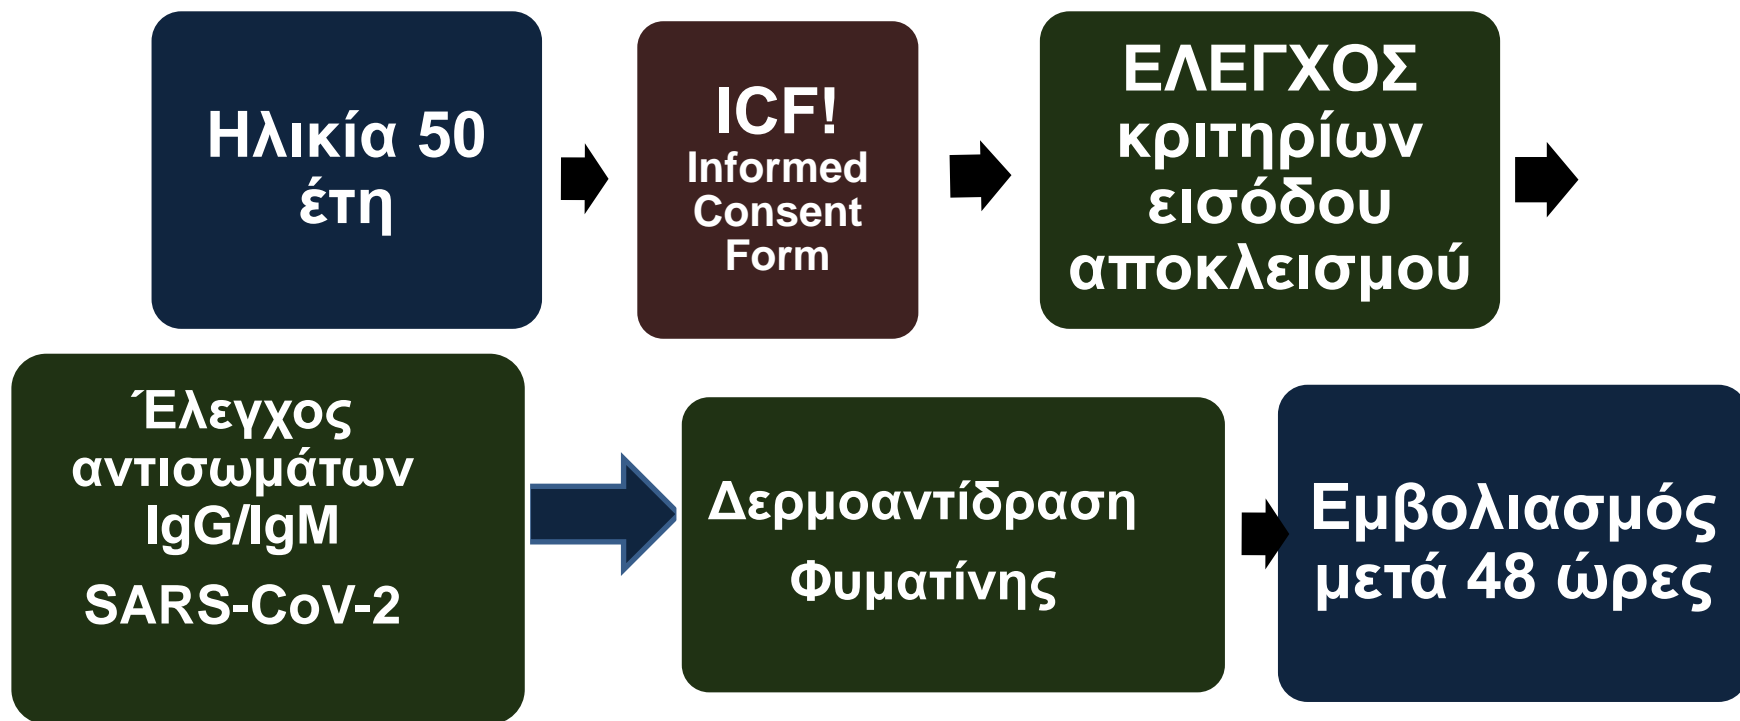 Ηλικία 50
έτη
ICF!
Informed
Consent
Form
ΕΛΕΓΧΟΣ
κριτηρίων
εισόδου
αποκλεισμού
Έλεγχος
αντισωμάτων
IgG/IgM
SARS-CoV-2
Δερμοαντίδραση
Φυματίνης
Εμβολιασμός
μετά 48 ώρες